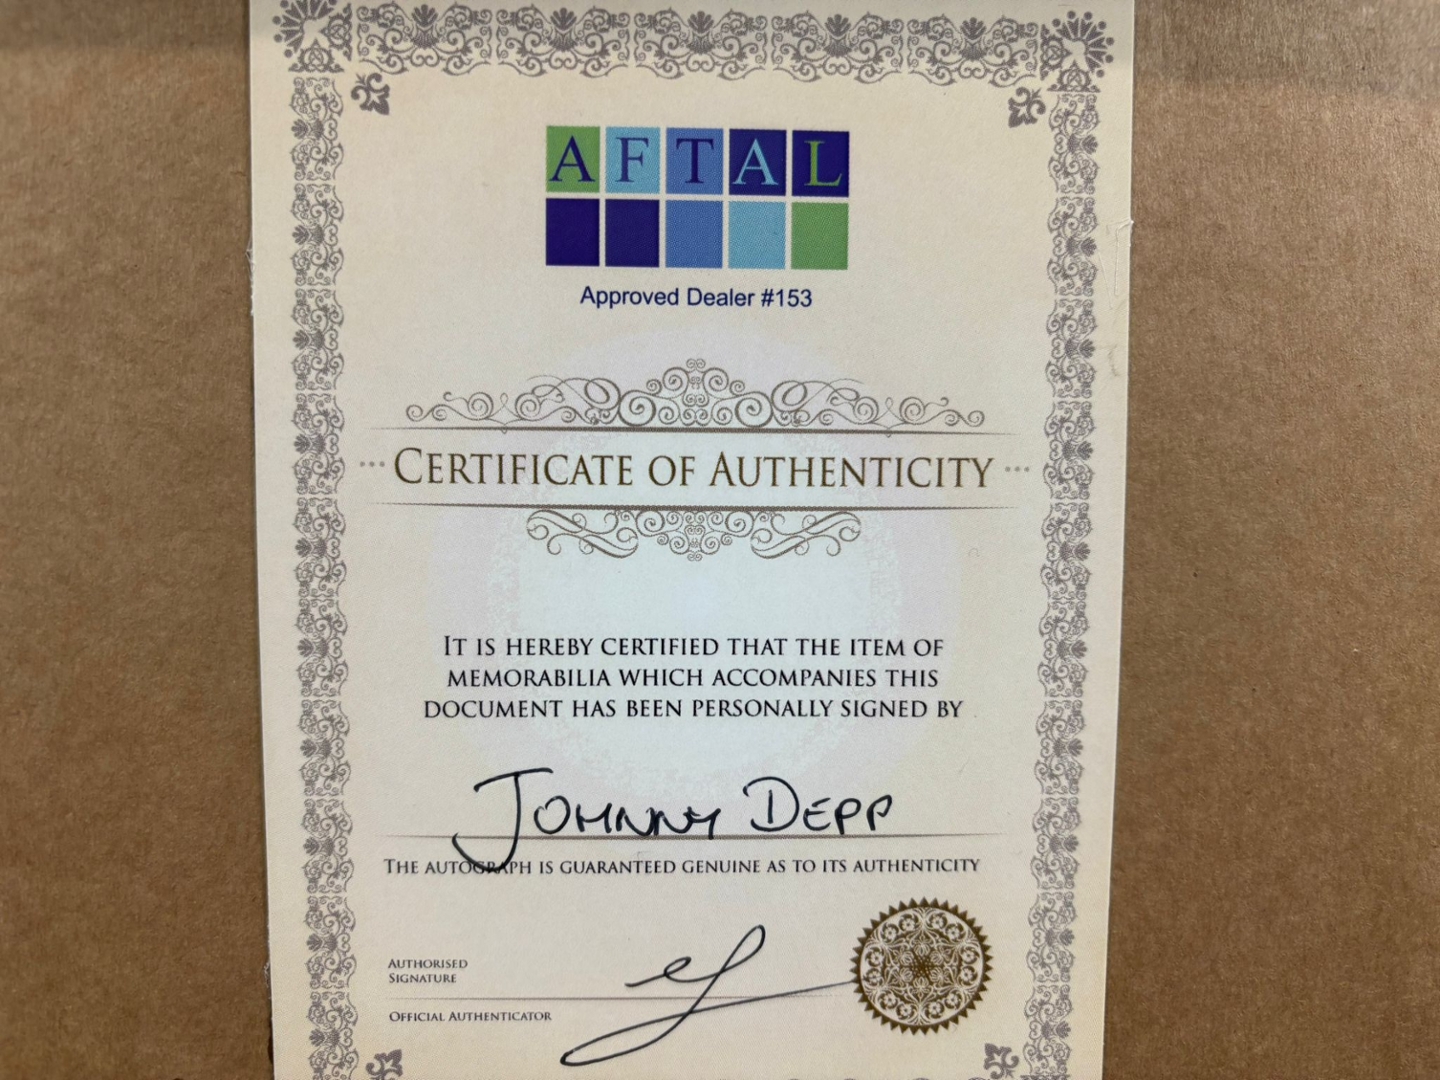 AFTAL
Approved Dealer #153
CERTIFICATE OF AUTHENTICITY
IT IS HEREBY CERTIFIED THAT THE ITEM OF
MEMORABILIA WHICH ACCOMPANIES THIS
DOCUMENT HAS BEEN PERSONALLY SIGNED BY
JOHNNY DEPP
THE AUTOGRAPH IS GUARANTEED GENUINE AS TO ITS AUTHENTICITY
AUTHORISED
SIGNATURE
OFFICIAL AUTHENTICATOR